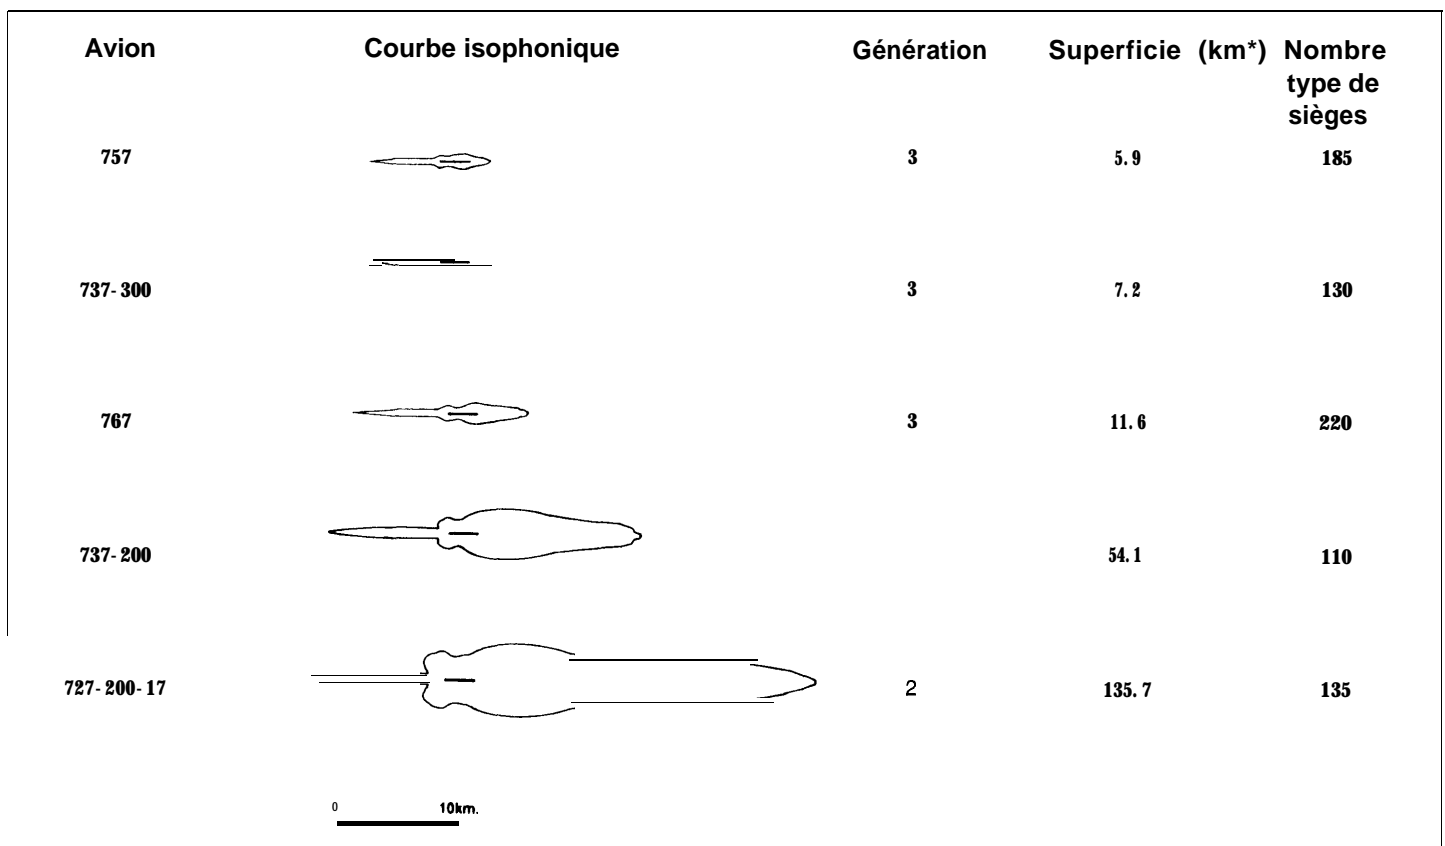 Avion Courbe isophonique Génération Superficie (km*) Nombre
type de
sièges
757 3 5.9 185
737-300 3 7.2 130
767 3 11.6 220
737-200 54.1 110
727-200-17 2 135.7 135
0 10km.